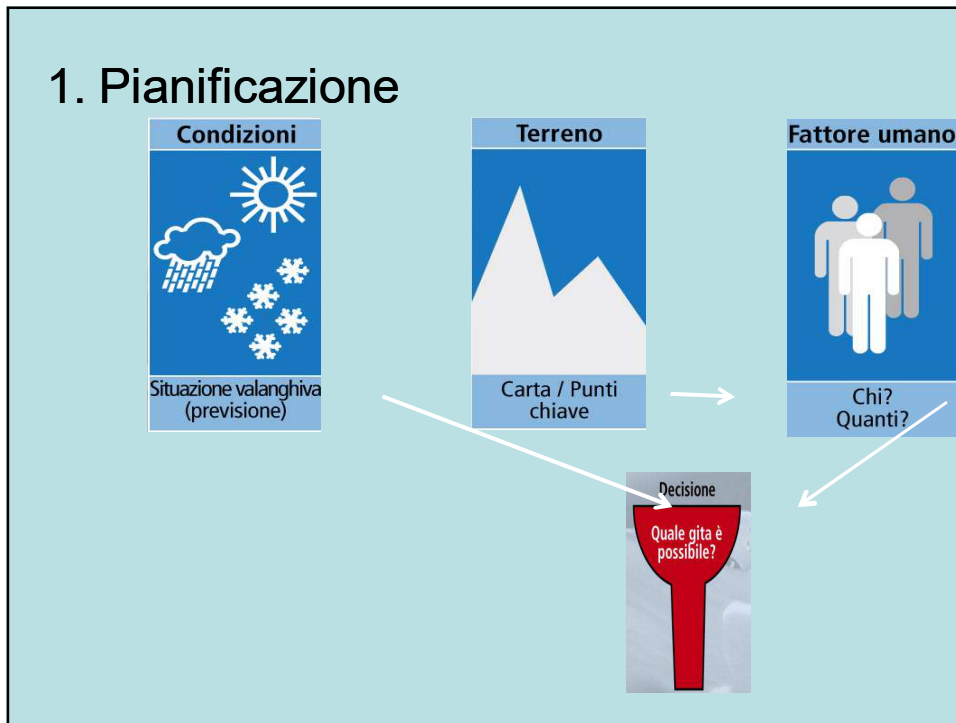 1. Pianificazione
Condizioni
Situazione valanghiva
(previsione)
Terreno
Carta / Punti
chiave
Fattore umano
Chi?
Quanti?
Decisione
Quale gita è
possibile?